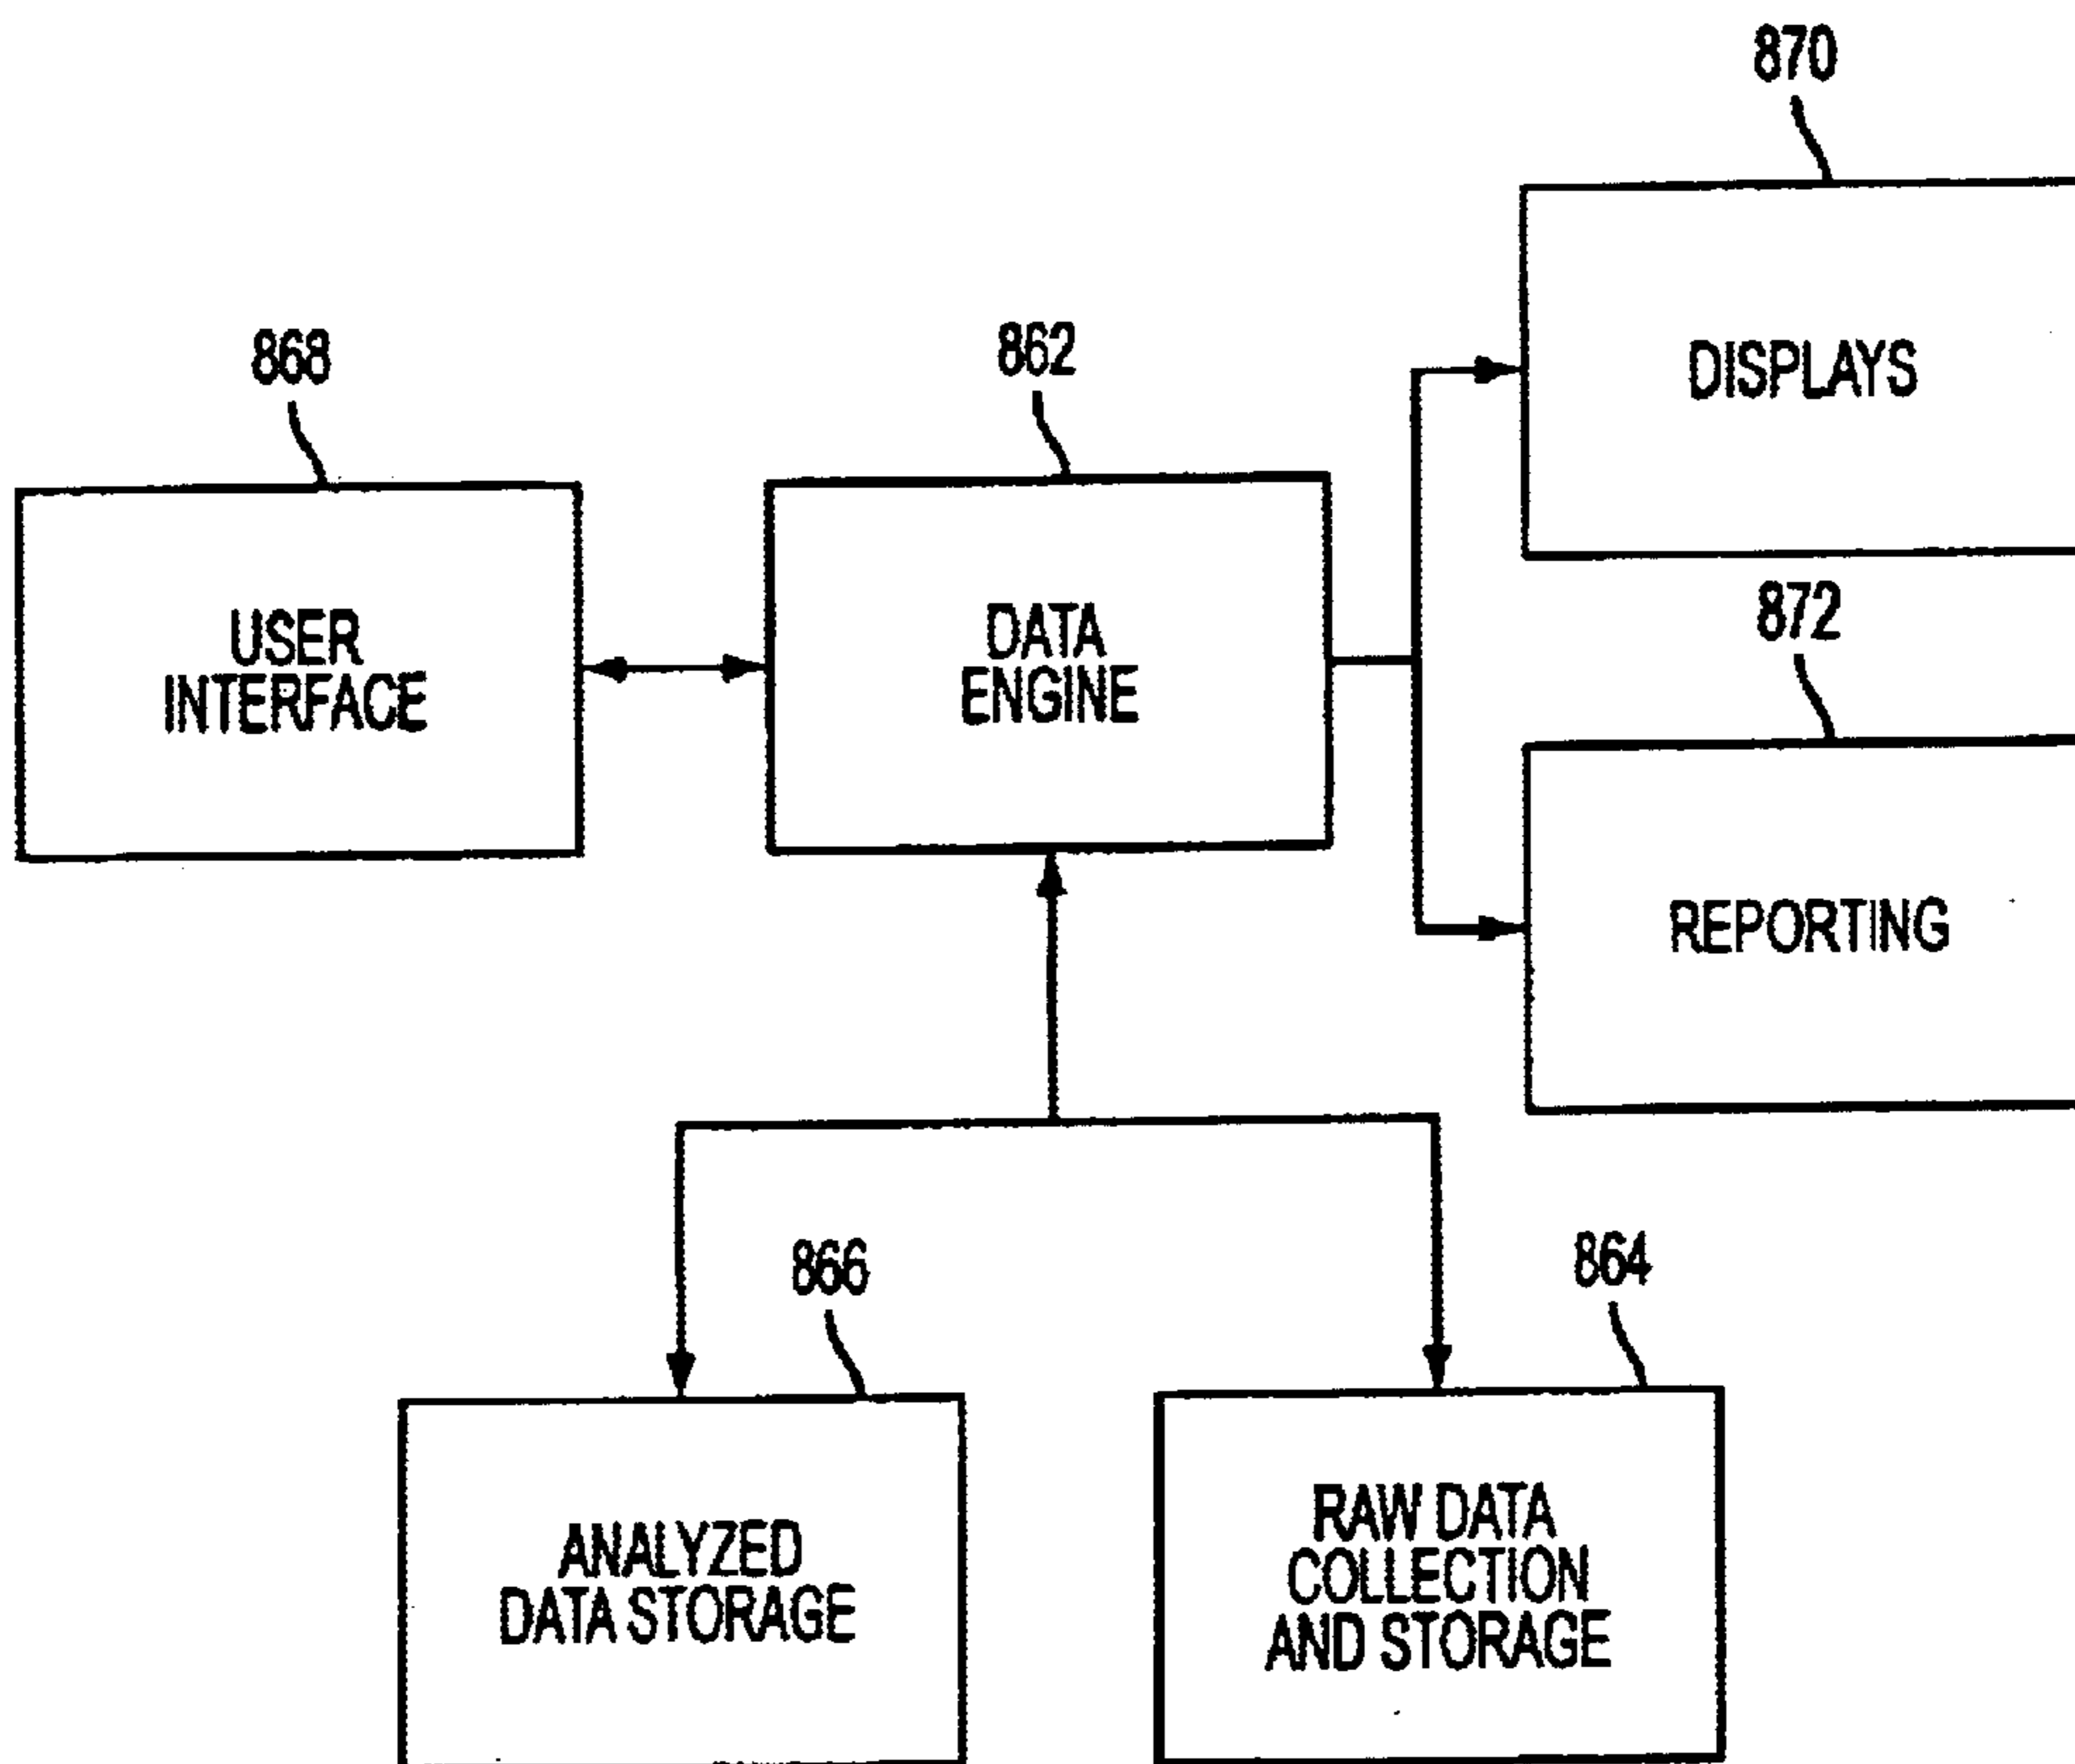 870
DISPLAYS
868
USER
INTERFACE
862
DATA
ENGINE
872
REPORTING
866
ANALYZED
DATA STORAGE
864
RAW DATA
COLLECTION
AND STORAGE